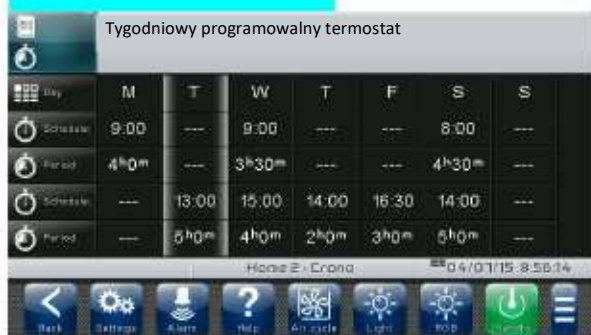 Tygodniowy programowalny termostat
Day M T W T F S S
Schedule 9:00 --- 9:00 --- --- 8:00 ---
Period 4h0m --- 3h30m --- --- 4h30m ---
Schedule --- 13:00 15:00 14:00 16:30 14:00 ---
Period --- 5h0m 4h0m 2h0m 3h0m 5h0m ---
Home 2 - Crono 04/07/15 8:56:14
Back Settings Alarm Help Air cycle Light